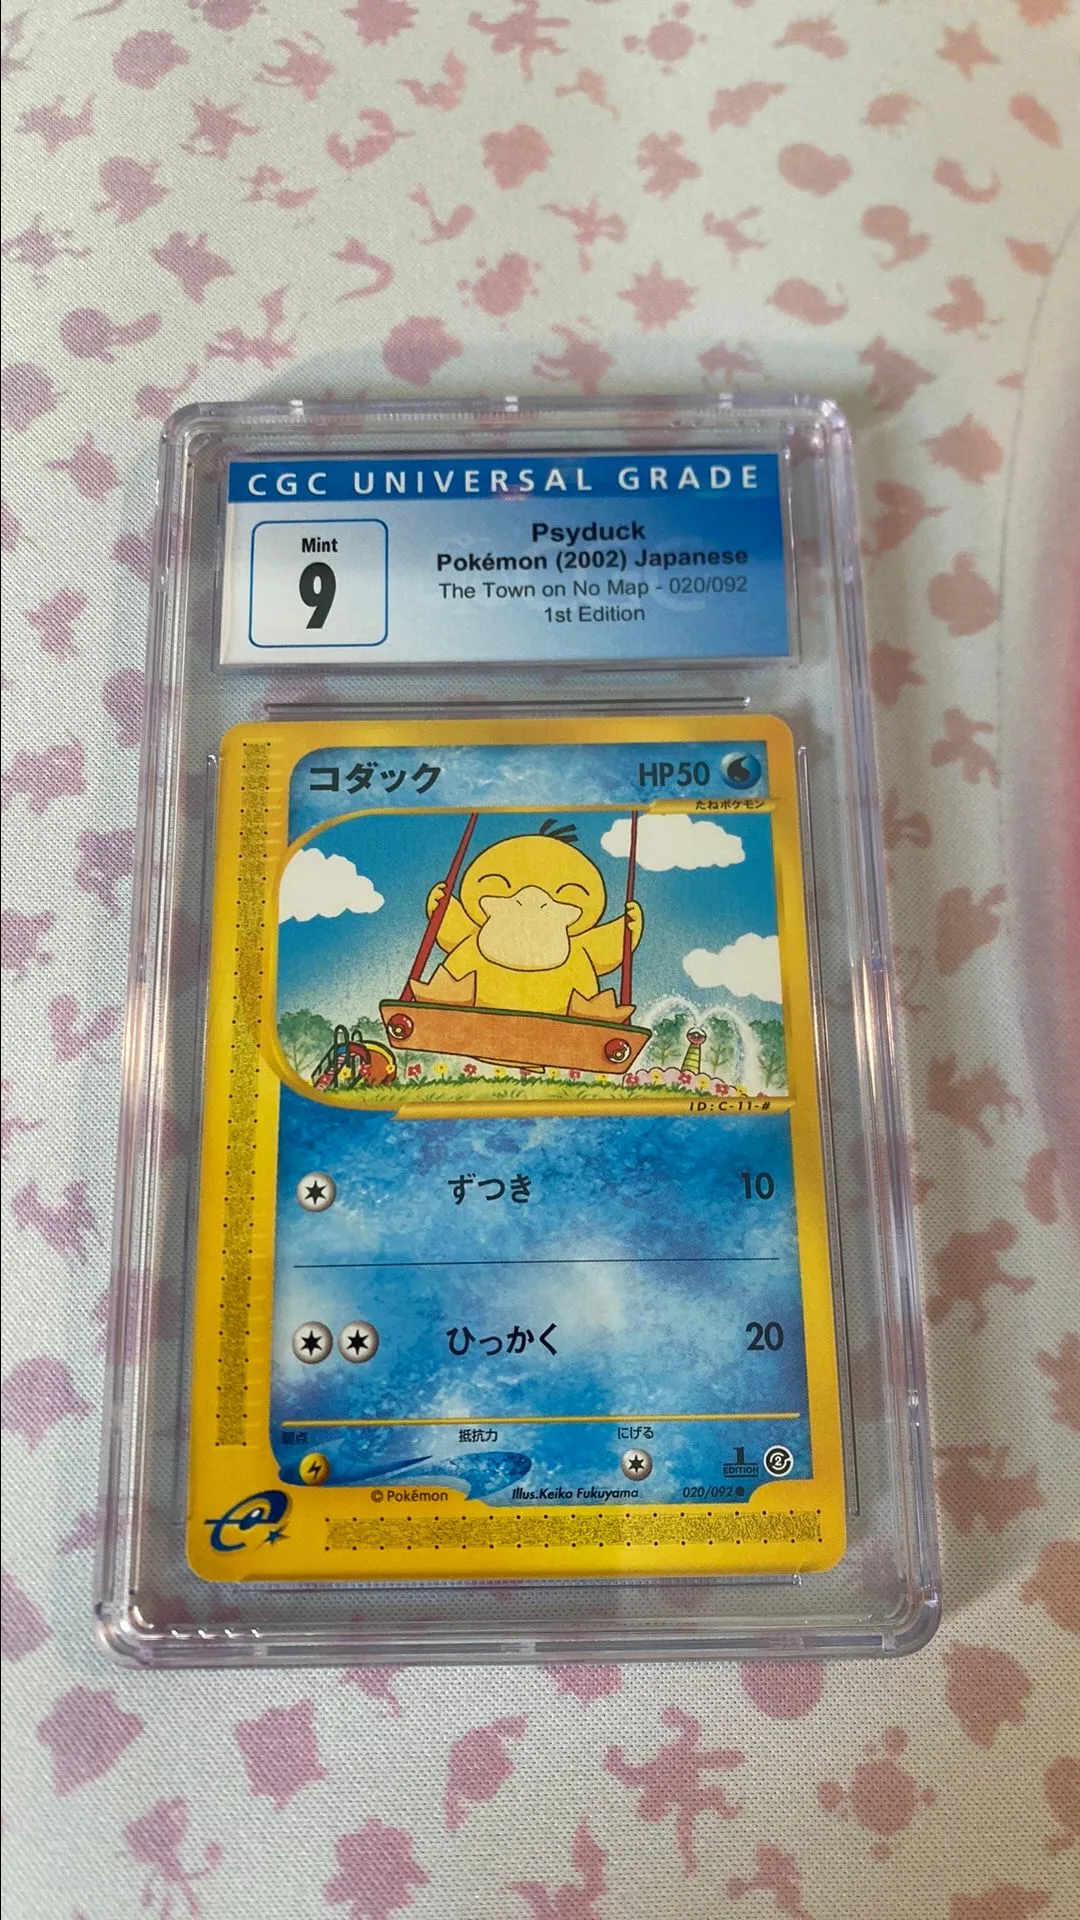 CGC UNIVERSAL GRADE
Mint
9
Psyduck
Pokémon (2002) Japanese
The Town on No Map - 020/092
1st Edition
コダック
HP50
たねポケモン
ID:C-11-#
ずつき 10
ひっかく 20
弱点 抵抗力 にげる
1
EDITION
2
© Pokémon Illus.Keiko Fukuyama 020/092●
e